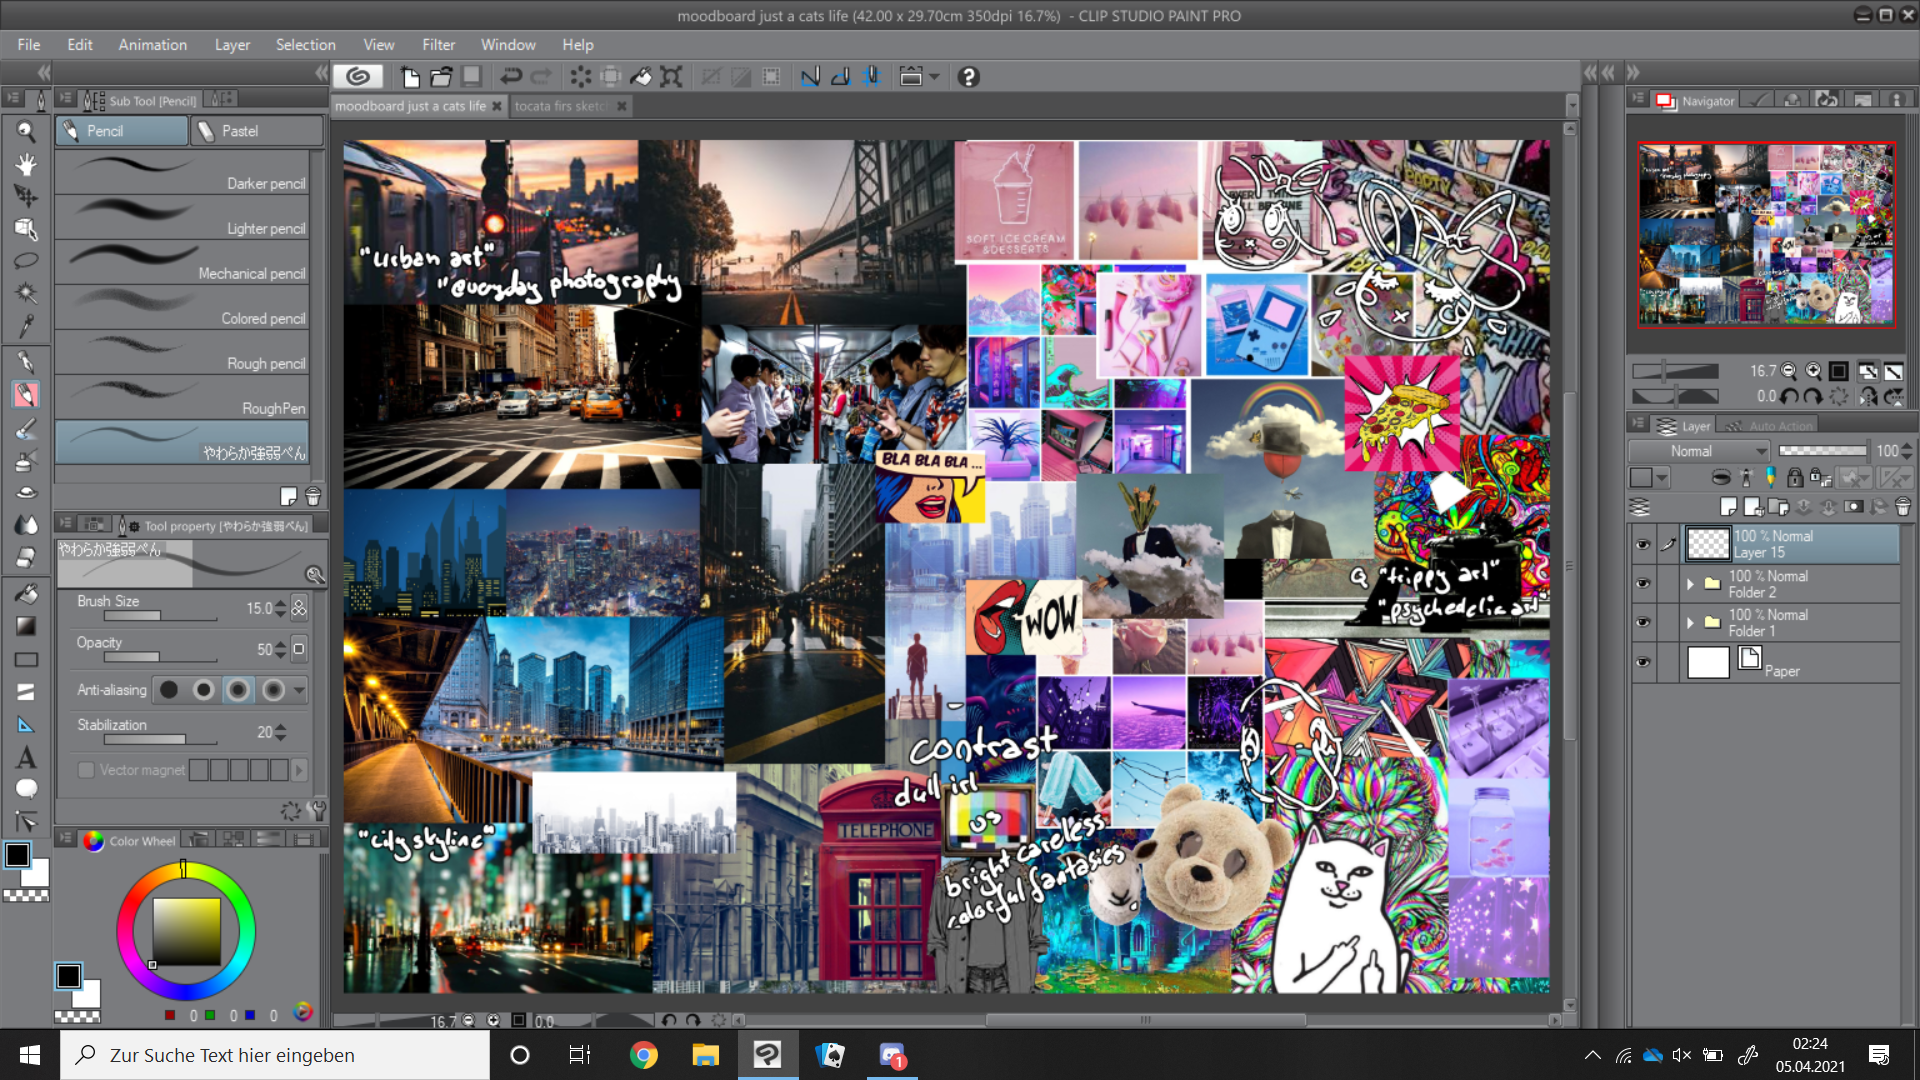 moodboard just a cats life (42.00 x 29.70cm 350dpi 16.7%) - CLIP STUDIO PAINT PRO
File Edit Animation Layer Selection View Filter Window Help
Sub Tool [Pencil]
Pencil
Pastel
Darker pencil
Lighter pencil
Mechanical pencil
Colored pencil
Rough pencil
RoughPen
やわらか強弱ぺん
Tool property [やわらか強弱ぺん]
やわらか強弱ぺん
Brush Size 15.0
Opacity 50
Anti-aliasing
Stabilization 20
Vector magnet
Color Wheel
0 0 0
moodboard just a cats life
tocata firs sketc
"urban art"
"@veryday photography
SOFT ICE CREAM
& DESSERTS
BLA BLA BLA ...
WOW
"trippy art"
"psychedelic art
contrast
dull irl
us
bright careless
colorful fantasies
"city skyline"
TELEPHONE
16.7
0.0
Navigator
16.7
0.0
Layer
Auto Action
Normal 100
100 % Normal
Layer 15
100 % Normal
Folder 2
100 % Normal
Folder 1
Paper
Zur Suche Text hier eingeben
1
02:24
05.04.2021